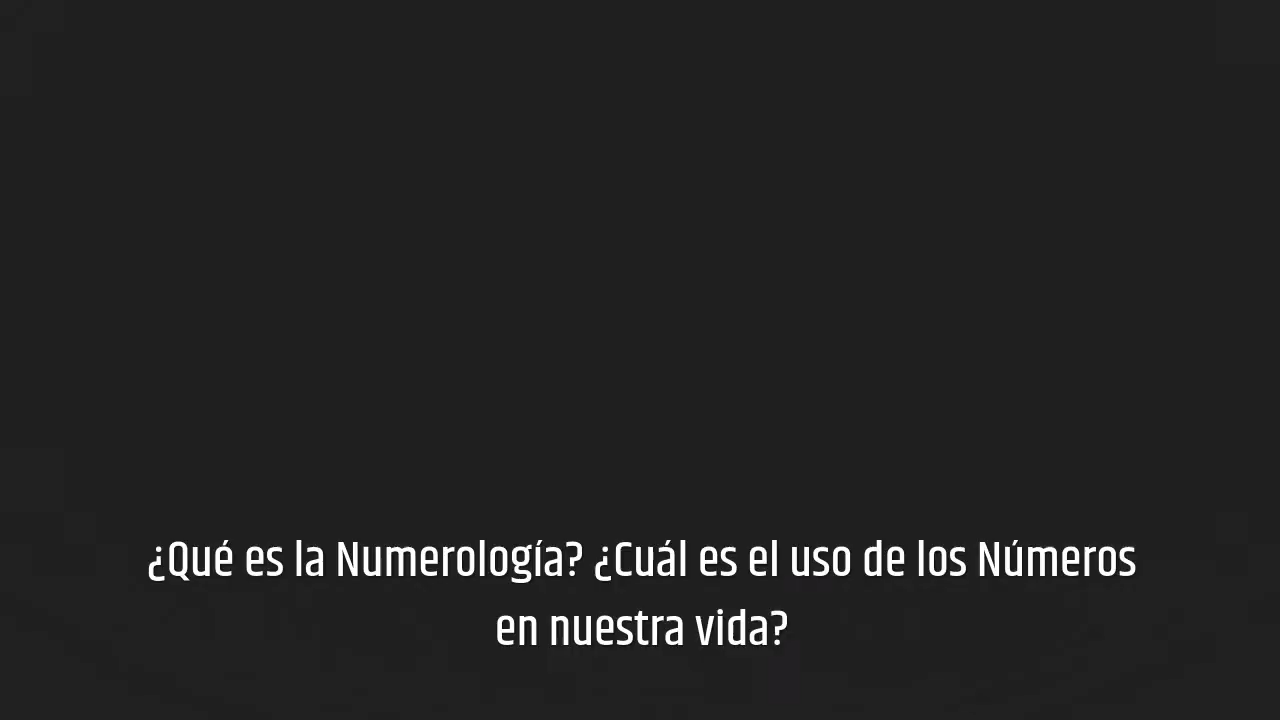 ¿Qué es la Numerología? ¿Cuál es el uso de los Números
en nuestra vida?